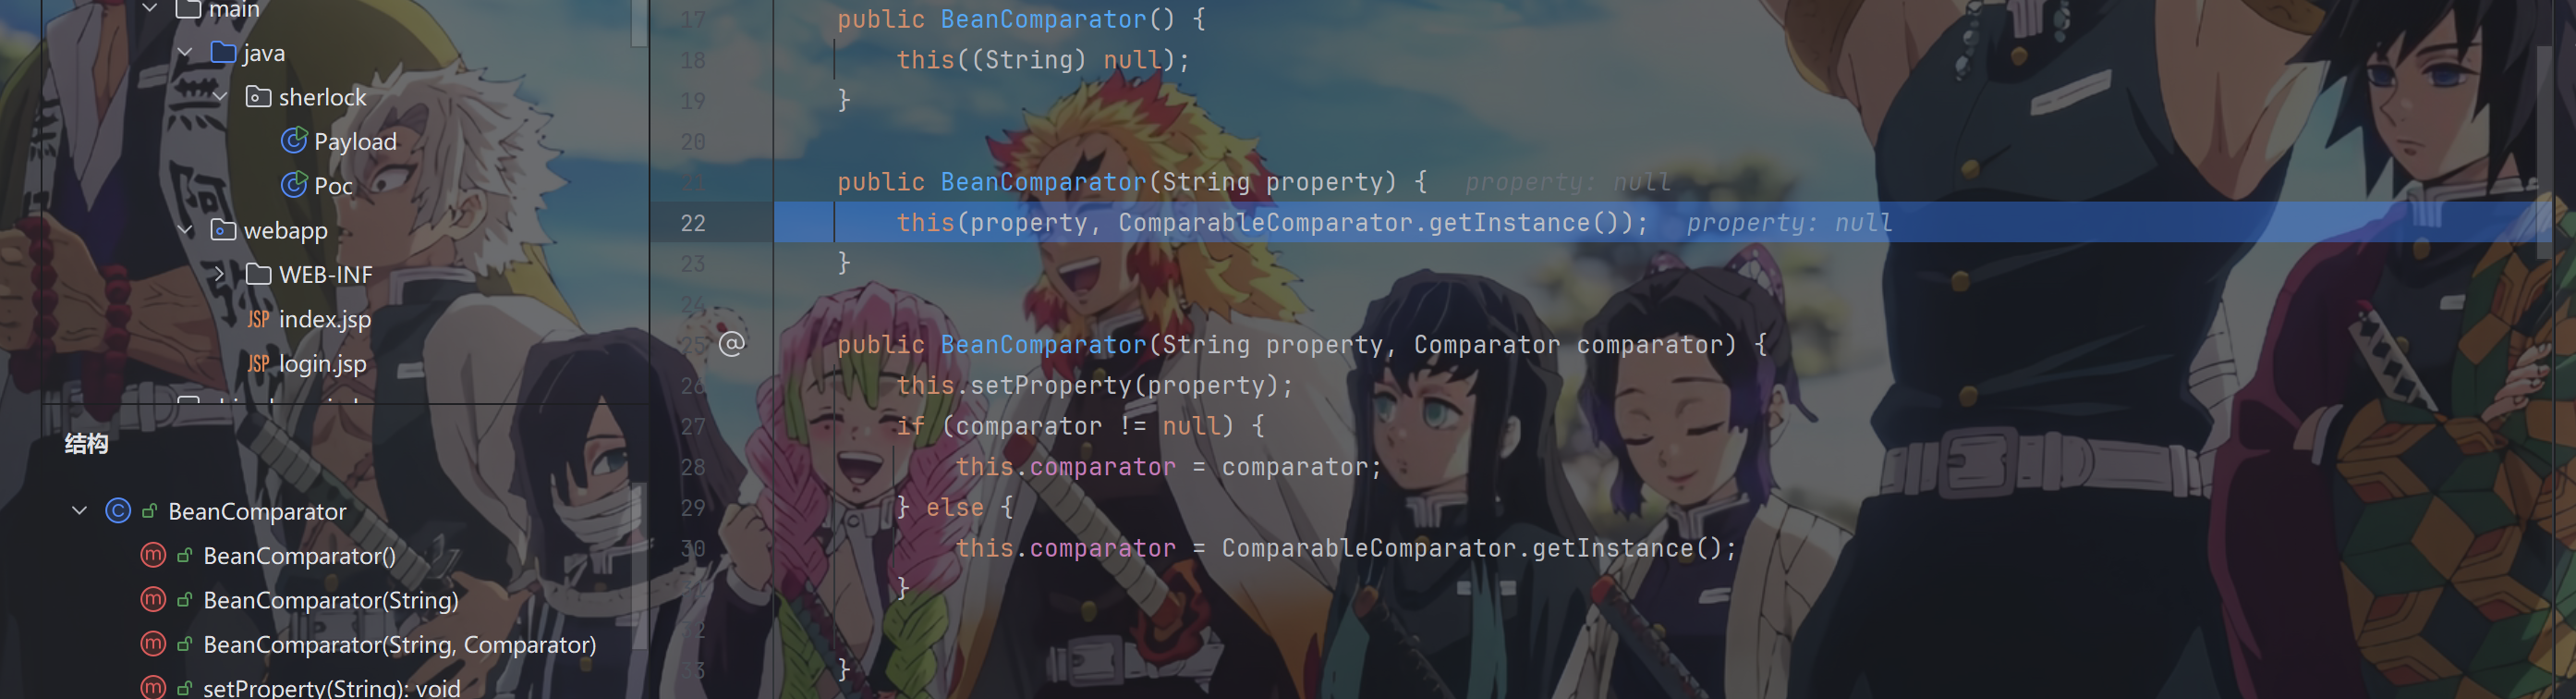 main
java
sherlock
Payload
Poc
webapp
WEB-INF
JSP index.jsp
JSP login.jsp
结构
C BeanComparator
m BeanComparator()
m BeanComparator(String)
m BeanComparator(String, Comparator)
m setProperty(String): void
17 public BeanComparator() {
18 this((String) null);
19 }
20
21 public BeanComparator(String property) { property: null
22 this(property, ComparableComparator.getInstance()); property: null
23 }
24
25 @ public BeanComparator(String property, Comparator comparator) {
26 this.setProperty(property);
27 if (comparator != null) {
28 this.comparator = comparator;
29 } else {
30 this.comparator = ComparableComparator.getInstance();
}
32
33 }